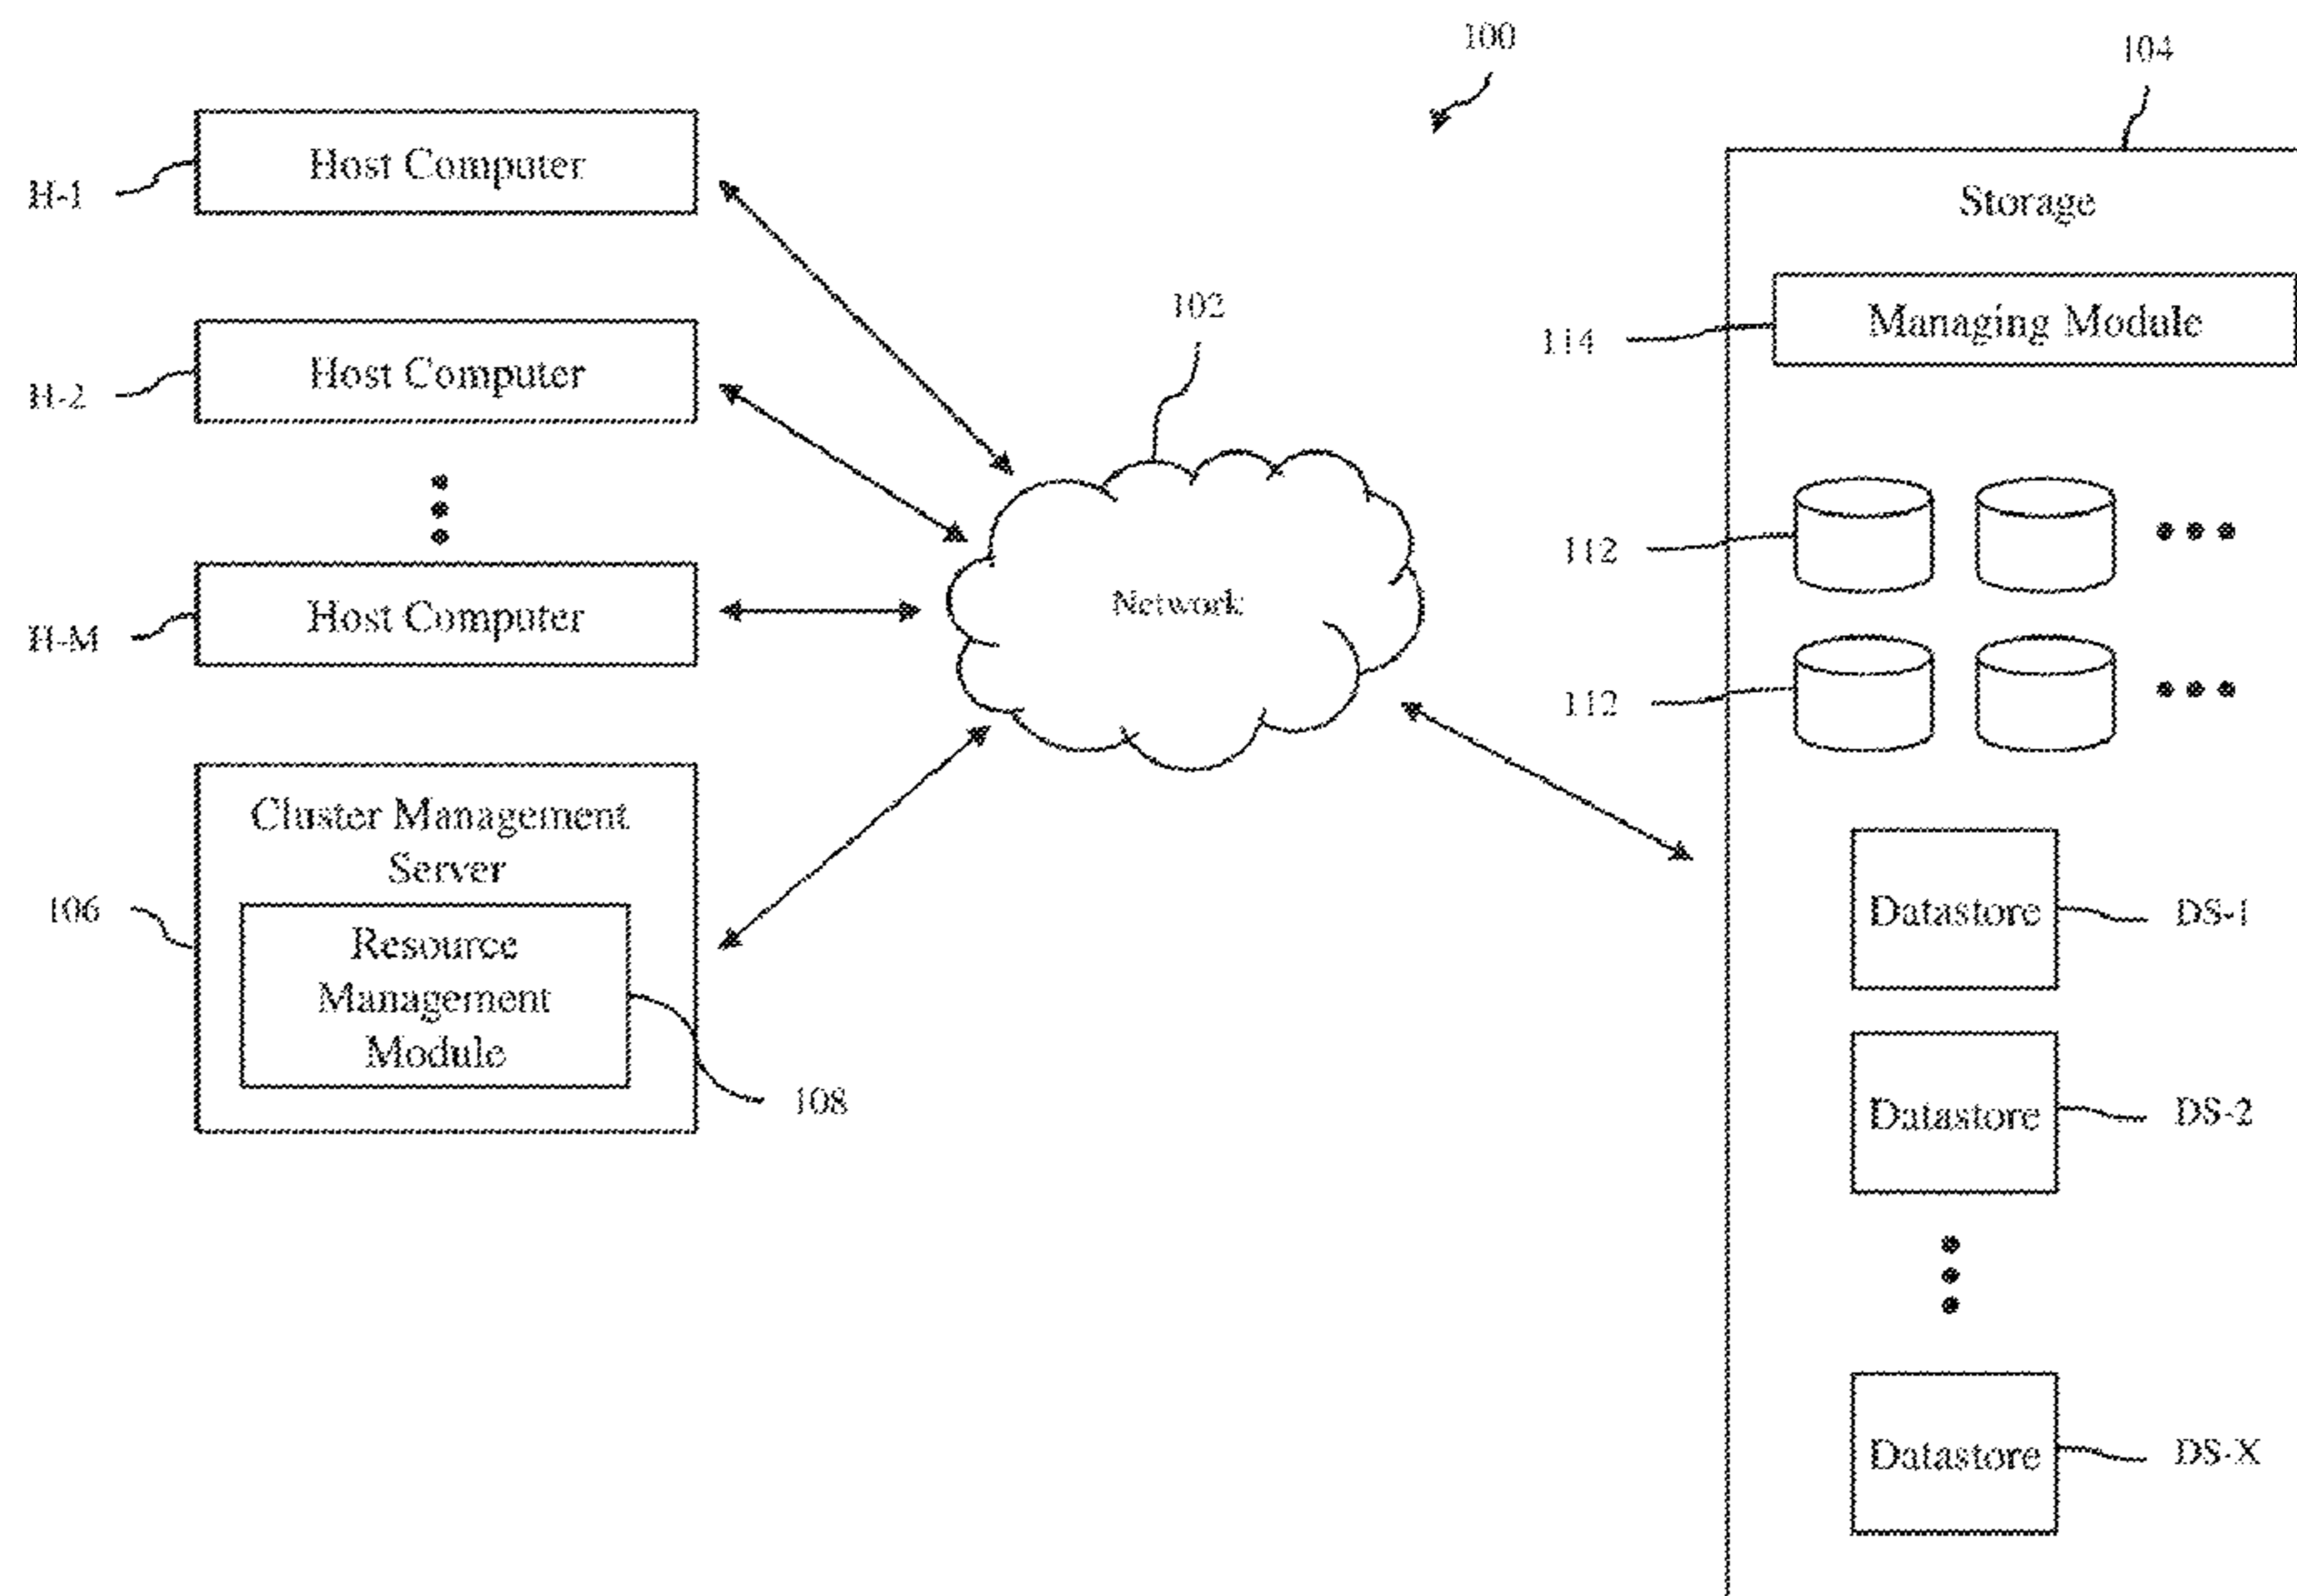 100
104
H-1
Host Computer
Storage
114
Managing Module
H-2
Host Computer
102
112
H-M
Host Computer
Network
112
Cluster Management
Server
106
Resource
Management
Module
108
Datastore
DS-1
Datastore
DS-2
Datastore
DS-X